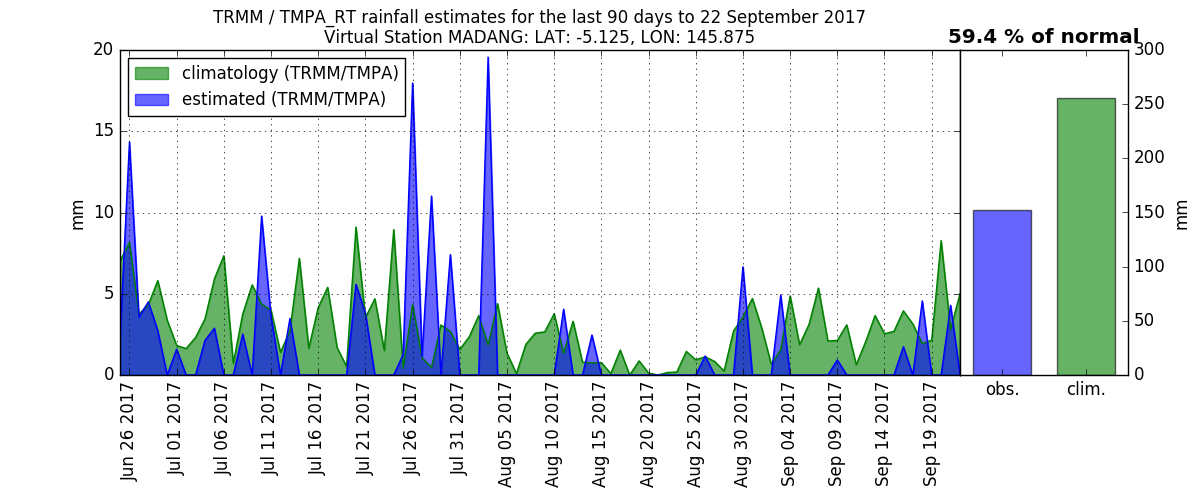 TRMM / TMPA_RT rainfall estimates for the last 90 days to 22 September 2017
Virtual Station MADANG: LAT: -5.125, LON: 145.875
59.4 % of normal
climatology (TRMM/TMPA)
estimated (TRMM/TMPA)
20
15
10
5
0
mm
300
250
200
150
100
50
0
mm
Jun 26 2017
Jul 01 2017
Jul 06 2017
Jul 11 2017
Jul 16 2017
Jul 21 2017
Jul 26 2017
Jul 31 2017
Aug 05 2017
Aug 10 2017
Aug 15 2017
Aug 20 2017
Aug 25 2017
Aug 30 2017
Sep 04 2017
Sep 09 2017
Sep 14 2017
Sep 19 2017
obs.
clim.